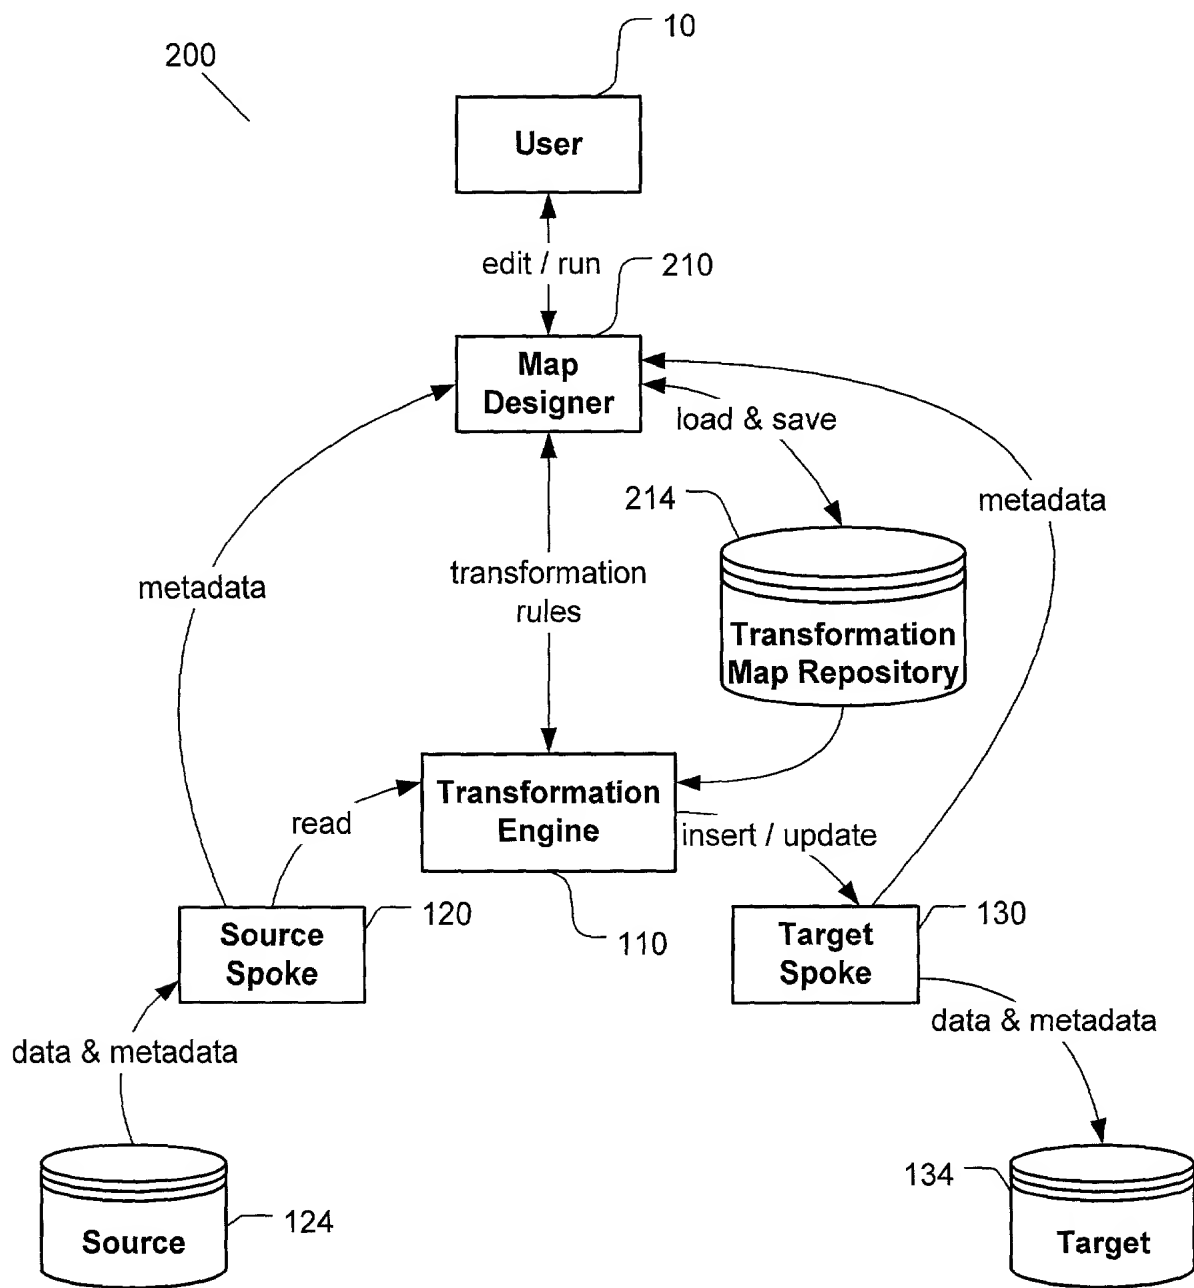 10
200
User
edit / run
210
Map
Designer
load & save
214
metadata
metadata
transformation
rules
Transformation
Map Repository
Transformation
Engine
read
insert / update
120
110
130
Source
Spoke
Target
Spoke
data & metadata
data & metadata
134
124
Source
Target